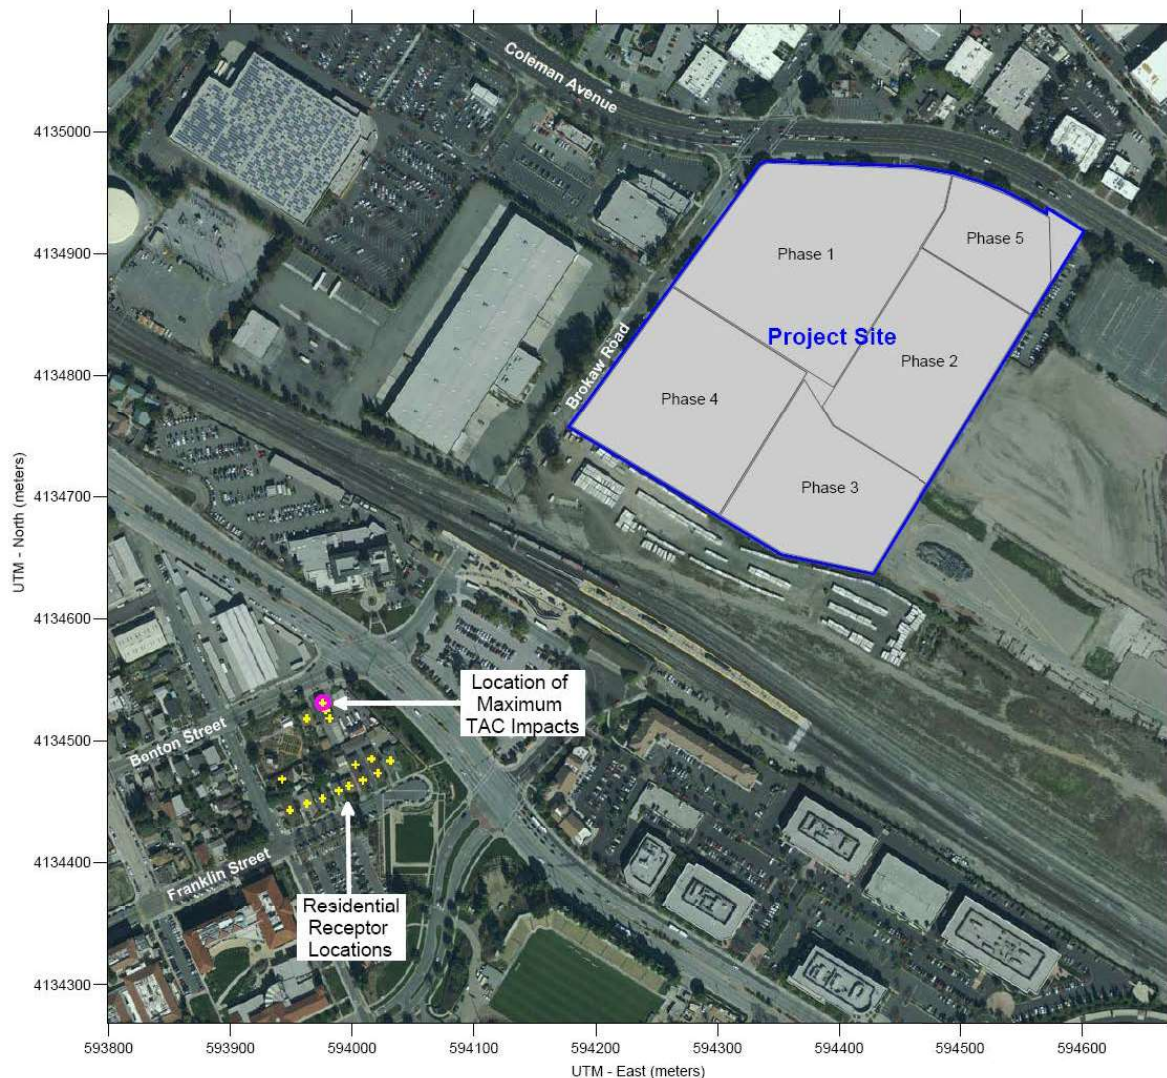 Coleman Avenue
4135000
4134900
4134800
4134700
4134600
4134500
4134400
4134300
UTM - North (meters)
Phase 1
Phase 5
Project Site
Phase 2
Brokaw Road
Phase 4
Phase 3
Location of
Maximum
TAC Impacts
Benton Street
Franklin Street
Residential
Receptor
Locations
593800 593900 594000 594100 594200 594300 594400 594500 594600
UTM - East (meters)